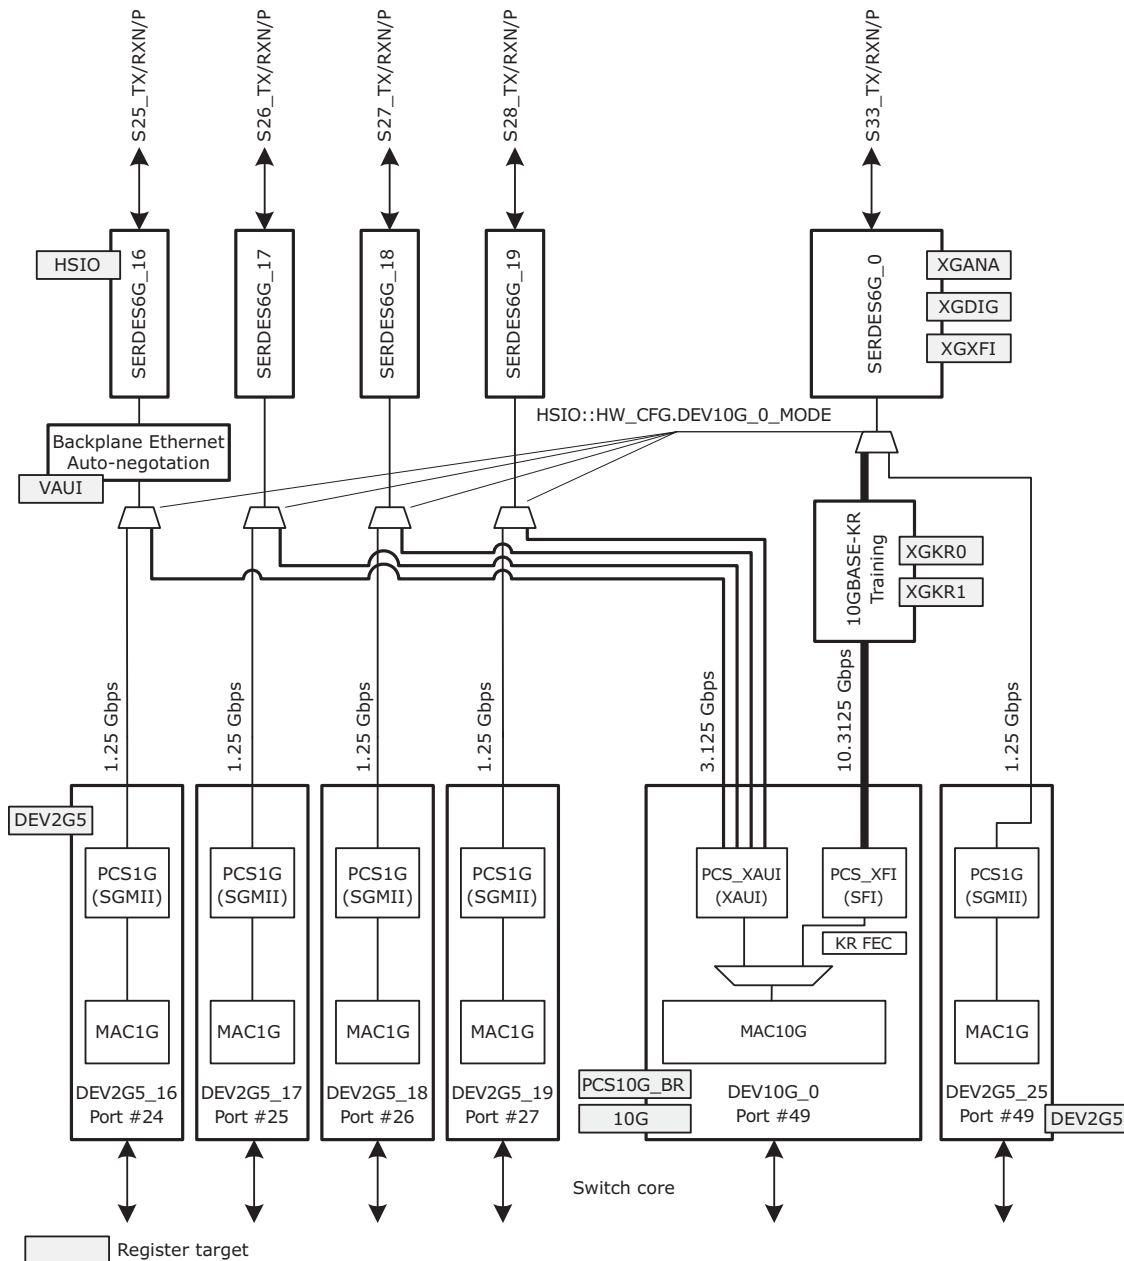 S25_TX/RXN/P
S26_TX/RXN/P
S27_TX/RXN/P
S28_TX/RXN/P
S33_TX/RXN/P
HSIO
SERDES6G_16
SERDES6G_17
SERDES6G_18
SERDES6G_19
SERDES6G_0
XGANA
XGDIG
XGXFI
HSIO::HW_CFG.DEV10G_0_MODE
Backplane Ethernet
Auto-negotation
VAUI
10GBASE-KR
Training
XGKR0
XGKR1
1.25 Gbps
1.25 Gbps
1.25 Gbps
1.25 Gbps
3.125 Gbps
10.3125 Gbps
1.25 Gbps
DEV2G5
PCS1G
(SGMII)
PCS1G
(SGMII)
PCS1G
(SGMII)
PCS1G
(SGMII)
PCS_XAUI
(XAUI)
PCS_XFI
(SFI)
PCS1G
(SGMII)
KR FEC
MAC1G
MAC1G
MAC1G
MAC1G
MAC10G
MAC1G
DEV2G5_16
Port #24
DEV2G5_17
Port #25
DEV2G5_18
Port #26
DEV2G5_19
Port #27
PCS10G_BR
10G
DEV10G_0
Port #49
DEV2G5_25
Port #49
DEV2G5
Switch core
Register target